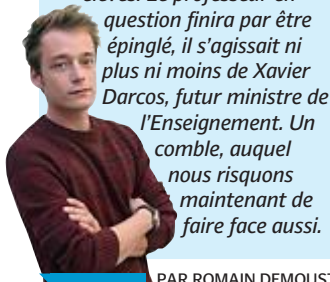 question finira par être
épinglé, il s'agissait ni
plus ni moins de Xavier
Darcos, futur ministre de
l'Enseignement. Un
comble, auquel
nous risquons
maintenant de
faire face aussi.
PAR ROMAIN DEMOUST